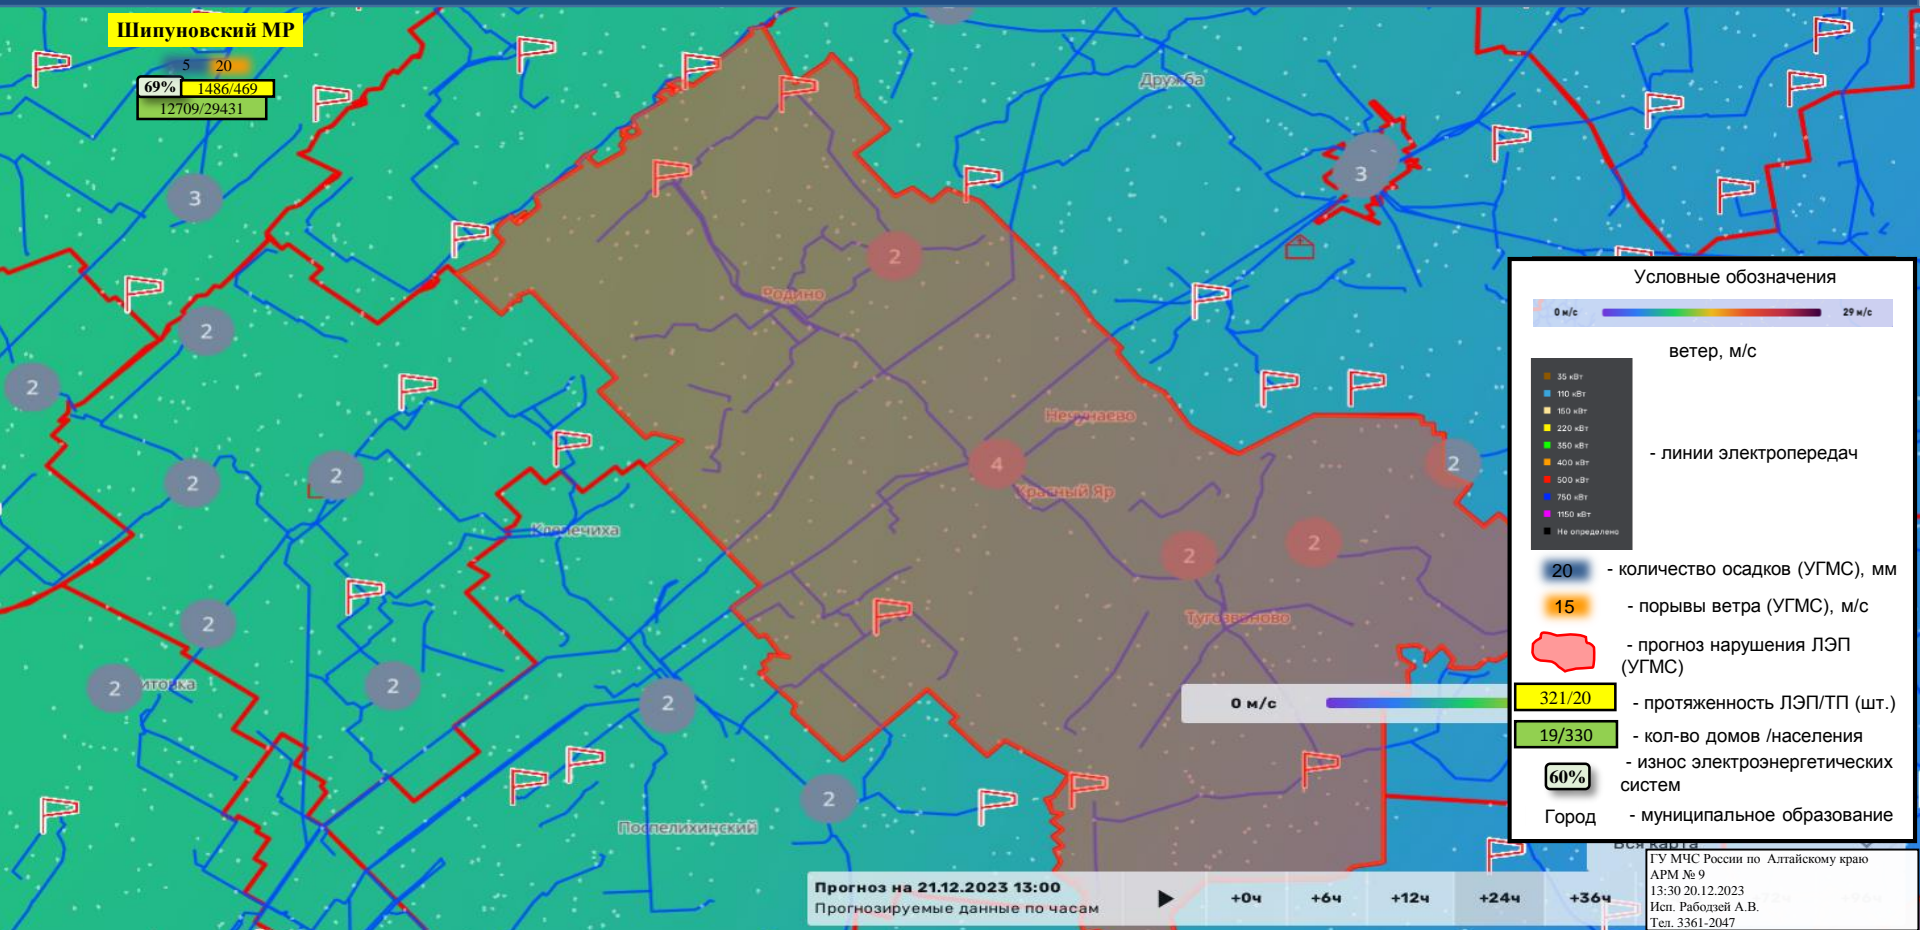 Шипуновский МР
5 20
69% 1486/469
12709/29431
Дружба
3
3
2
Родино
2
2
2
Нечунаево
4
2
Красный Яр
2
2
Клепечиха
2
2
2
Тугозвоново
2
2
2
2
Поспелихинский
0 м/с
Условные обозначения
0 м/с 29 м/с
ветер, м/с
35 кВт
110 кВт
150 кВт
220 кВт
350 кВт
400 кВт
500 кВт
750 кВт
1150 кВт
Не определено
- линии электропередач
20 - количество осадков (УГМС), мм
15 - порывы ветра (УГМС), м/с
- прогноз нарушения ЛЭП
(УГМС)
321/20 - протяженность ЛЭП/ТП (шт.)
19/330 - кол-во домов /населения
60% - износ электроэнергетических
систем
Город - муниципальное образование
Вся карта
Прогноз на 21.12.2023 13:00
Прогнозируемые данные по часам
+0ч +6ч +12ч +24ч +36ч
ГУ МЧС России по Алтайскому краю
АРМ № 9
13:30 20.12.2023
Исп. Рабодзей А.В.
Тел. 3361-2047